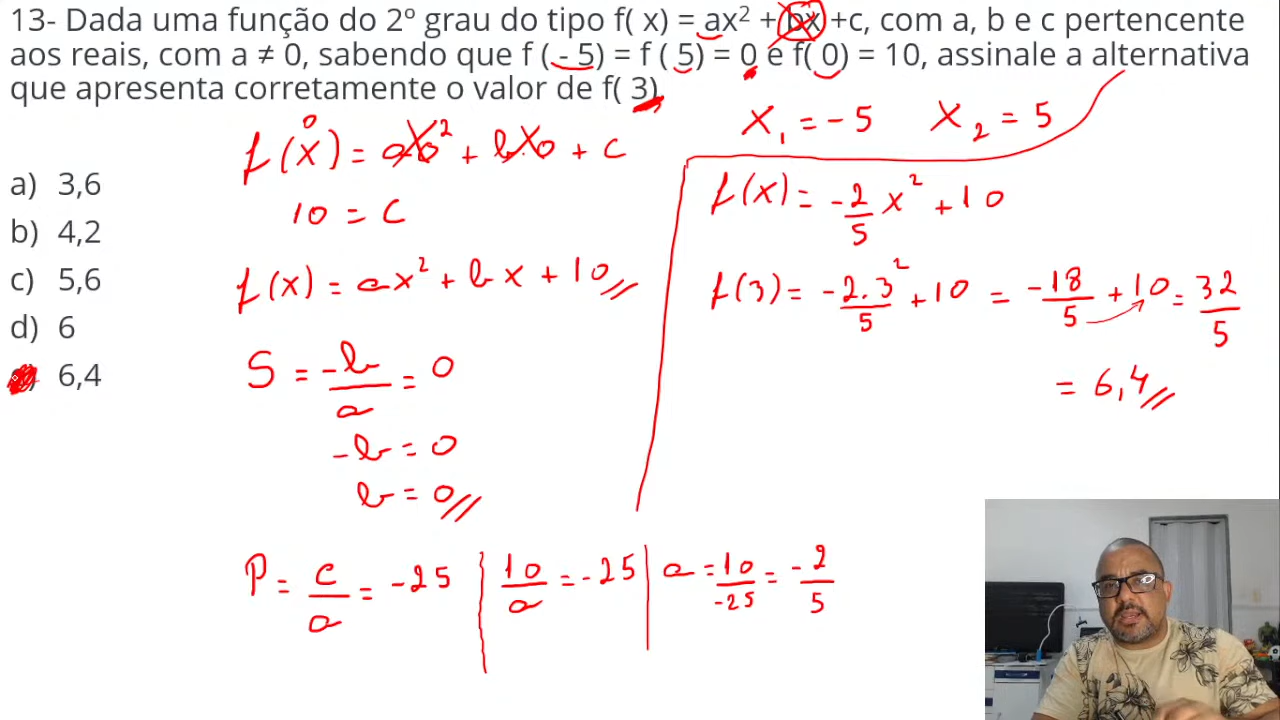 13- Dada uma função do 2º grau do tipo f( x) = ax² + bx +c, com a, b e c pertencente
aos reais, com a ≠ 0, sabendo que f ( - 5) = f ( 5) = 0 e f( 0) = 10, assinale a alternativa
que apresenta corretamente o valor de f( 3).
a) 3,6
b) 4,2
c) 5,6
d) 6
6,4
0
f(x) = a0² + b.0 + c
10 = c
f(x) = ax² + bx + 10
S = -b/a = 0
-b = 0
b = 0
P = c/a = -25 | 10/a = -25 | a = 10/-25 = -2/5
x₁ = -5 x₂ = 5
f(x) = -2/5 x² + 10
f(3) = -2.3²/5 + 10 = -18/5 + 10 = 32/5
= 6,4